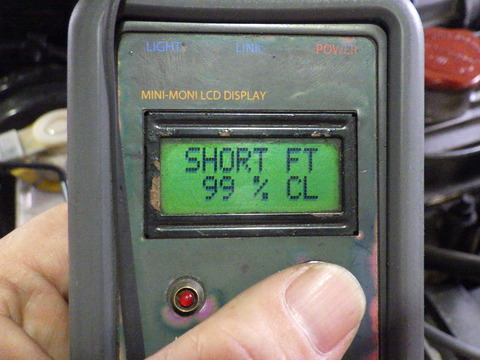 LIGHT LINK POWER
MINI-MONI LCD DISPLAY
SHORT FT
99 % CL